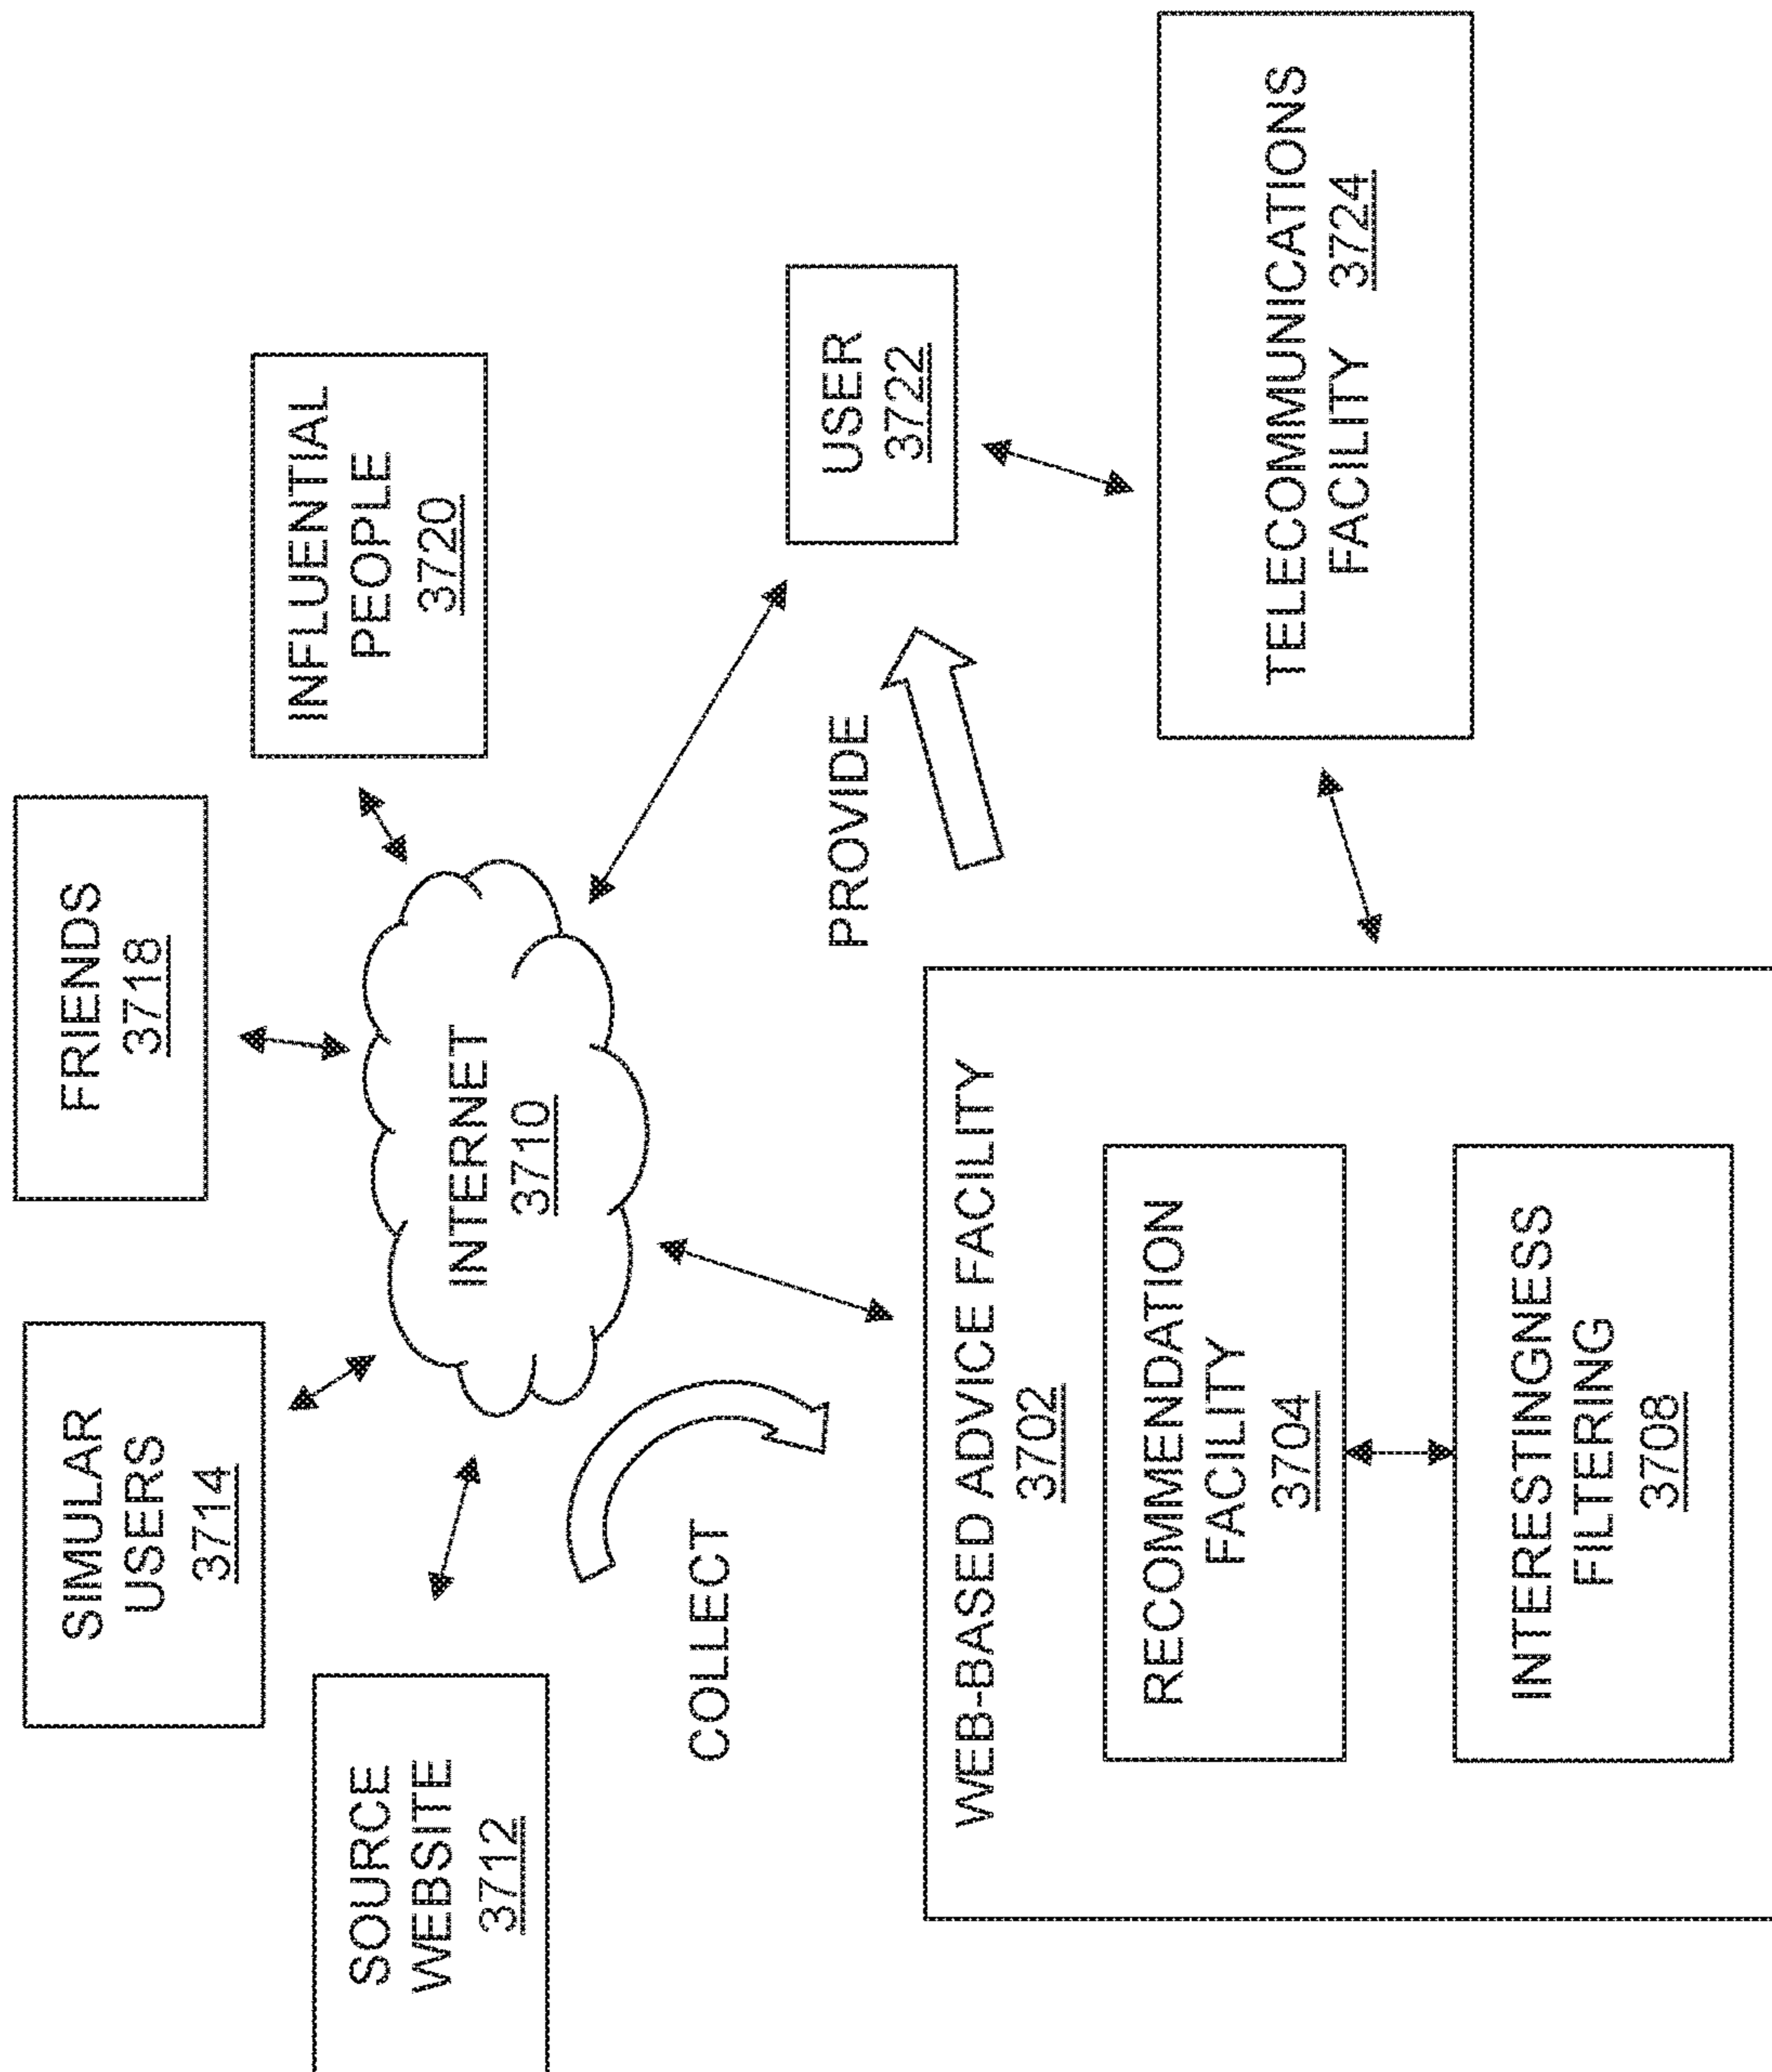 SOURCE
WEBSITE
3712
SIMULAR
USERS
3714
FRIENDS
3718
INFLUENTIAL
PEOPLE
3720
INTERNET
3710
COLLECT
PROVIDE
USER
3722
WEB-BASED ADVICE FACILITY
3702
RECOMMENDATION
FACILITY
3704
INTERESTINGNESS
FILTERING
3708
TELECOMMUNICATIONS
FACILITY 3724